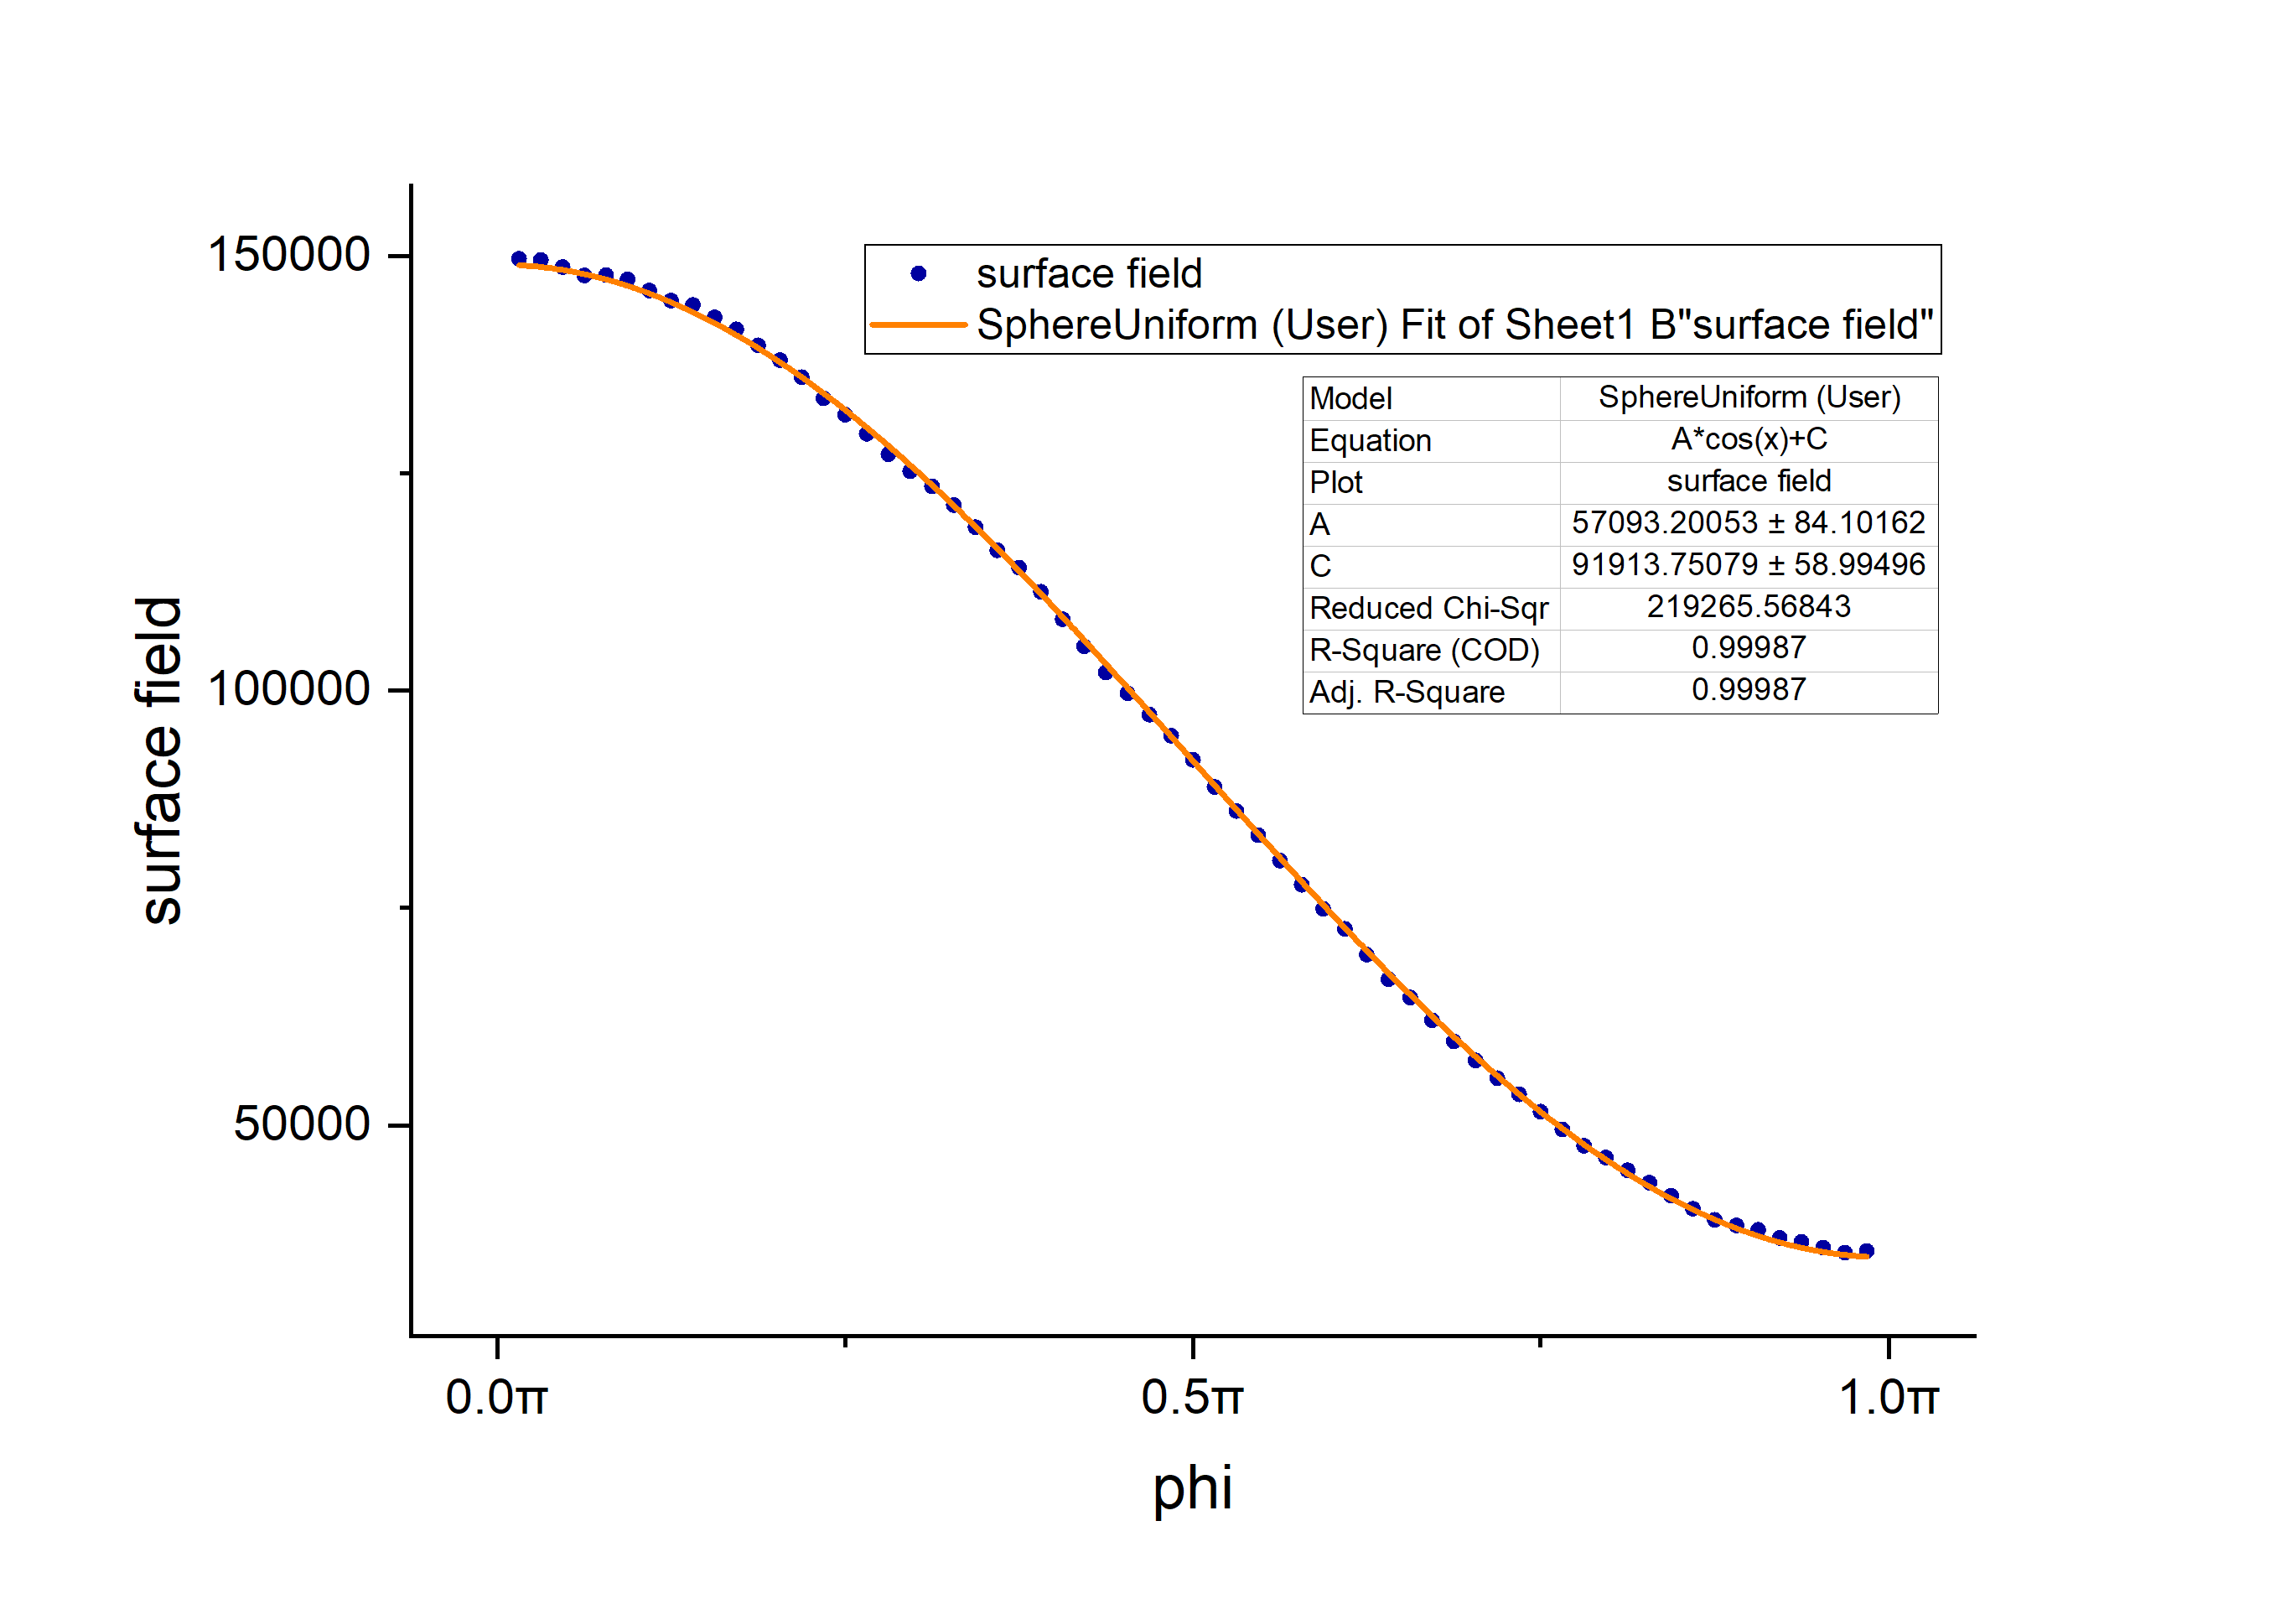 150000
100000
50000
surface field
surface field
SphereUniform (User) Fit of Sheet1 B"surface field"
Model SphereUniform (User)
Equation A*cos(x)+C
Plot surface field
A 57093.20053 ± 84.10162
C 91913.75079 ± 58.99496
Reduced Chi-Sqr 219265.56843
R-Square (COD) 0.99987
Adj. R-Square 0.99987
0.0π 0.5π 1.0π
phi